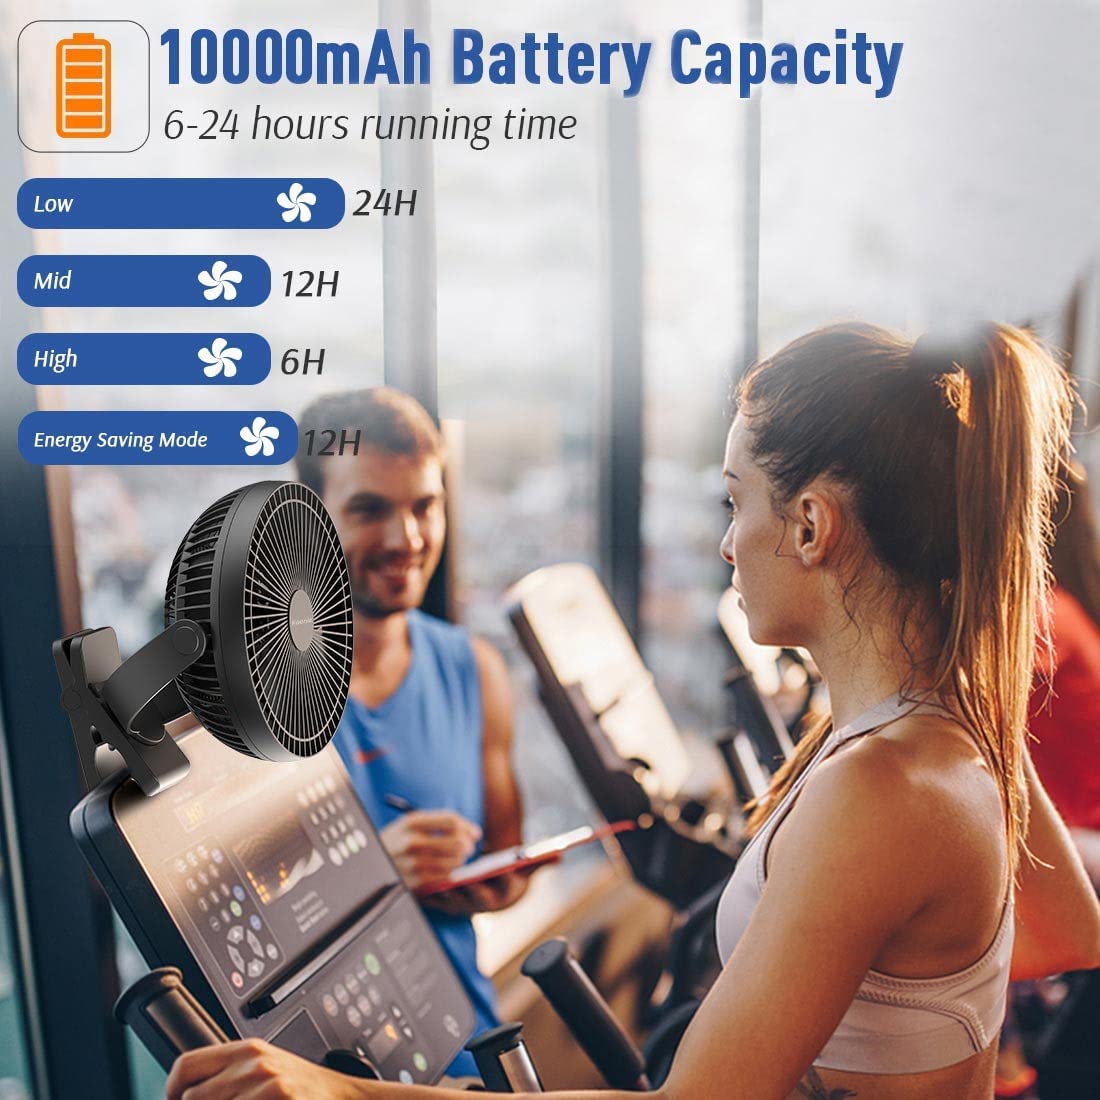 10000mAh Battery Capacity
6-24 hours running time
Low 24H
Mid 12H
High 6H
Energy Saving Mode 12H